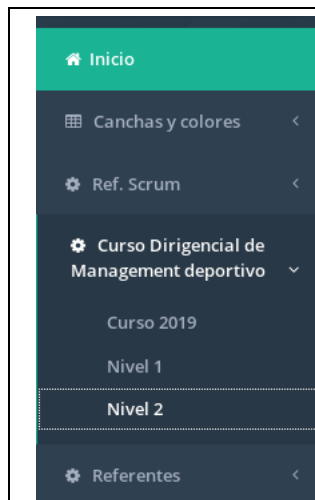 Inicio
Canchas y colores
Ref. Scrum
Curso Dirigencial de
Management deportivo
Curso 2019
Nivel 1
Nivel 2
Referentes